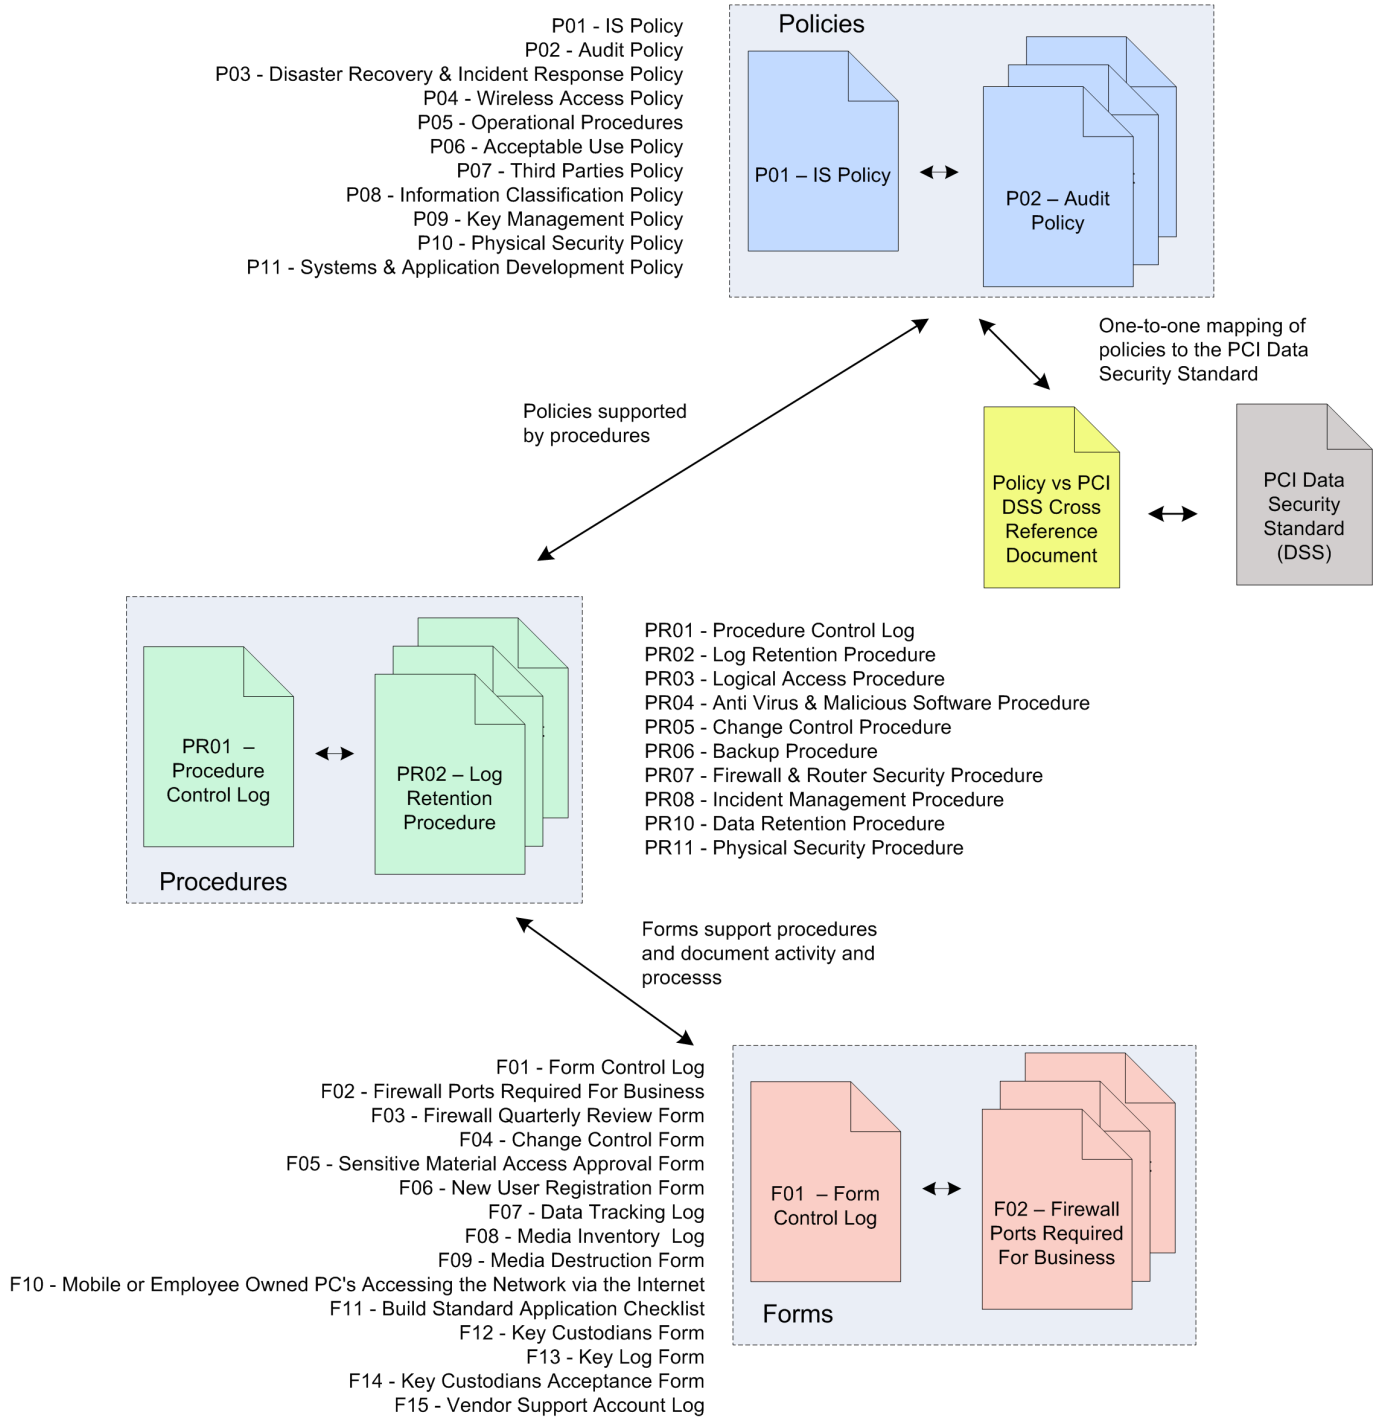 P01 - IS Policy
P02 - Audit Policy
P03 - Disaster Recovery & Incident Response Policy
P04 - Wireless Access Policy
P05 - Operational Procedures
P06 - Acceptable Use Policy
P07 - Third Parties Policy
P08 - Information Classification Policy
P09 - Key Management Policy
P10 - Physical Security Policy
P11 - Systems & Application Development Policy
Policies
P01 – IS Policy
P02 – Audit
Policy
One-to-one mapping of
policies to the PCI Data
Security Standard
Policies supported
by procedures
Policy vs PCI
DSS Cross
Reference
Document
PCI Data
Security
Standard
(DSS)
PR01 –
Procedure
Control Log
PR02 – Log
Retention
Procedure
Procedures
PR01 - Procedure Control Log
PR02 - Log Retention Procedure
PR03 - Logical Access Procedure
PR04 - Anti Virus & Malicious Software Procedure
PR05 - Change Control Procedure
PR06 - Backup Procedure
PR07 - Firewall & Router Security Procedure
PR08 - Incident Management Procedure
PR10 - Data Retention Procedure
PR11 - Physical Security Procedure
Forms support procedures
and document activity and
processs
F01 - Form Control Log
F02 - Firewall Ports Required For Business
F03 - Firewall Quarterly Review Form
F04 - Change Control Form
F05 - Sensitive Material Access Approval Form
F06 - New User Registration Form
F07 - Data Tracking Log
F08 - Media Inventory  Log
F09 - Media Destruction Form
F10 - Mobile or Employee Owned PC's Accessing the Network via the Internet
F11 - Build Standard Application Checklist
F12 - Key Custodians Form
F13 - Key Log Form
F14 - Key Custodians Acceptance Form
F15 - Vendor Support Account Log
F01 – Form
Control Log
F02 – Firewall
Ports Required
For Business
Forms